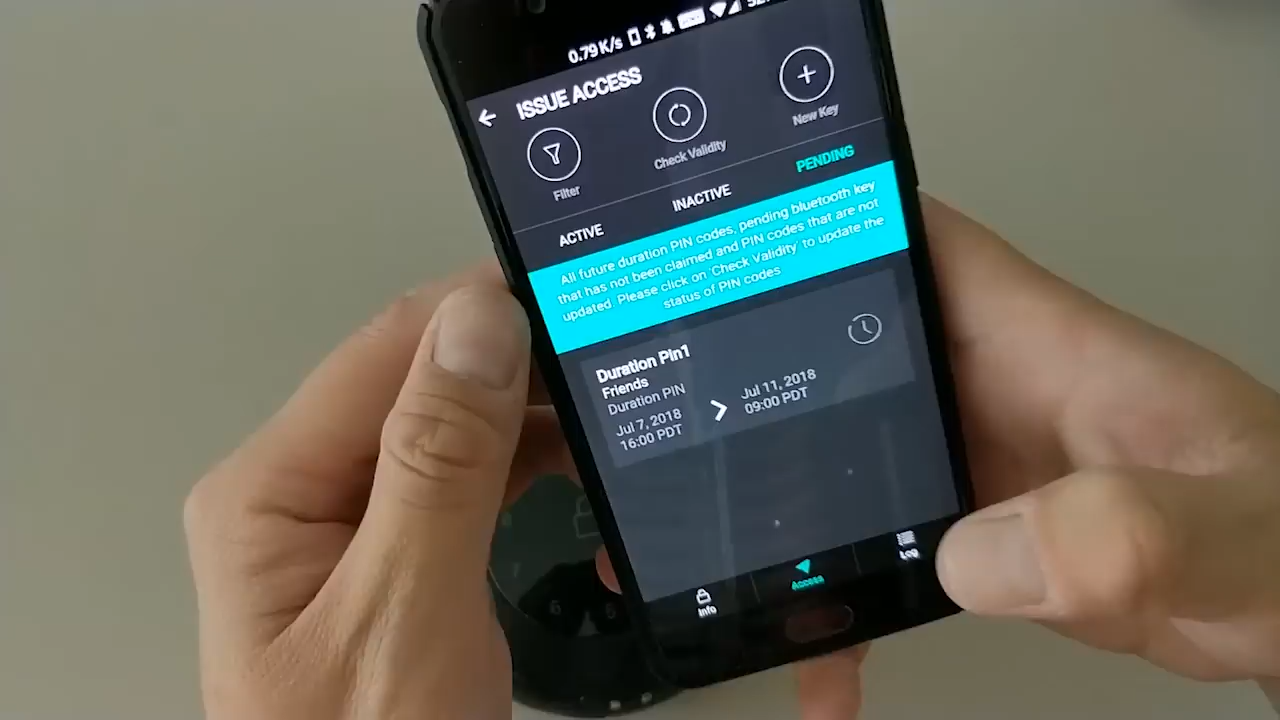 0.79K/s
ISSUE ACCESS
Filter
Check Validity
New Key
ACTIVE
INACTIVE
PENDING
All future duration PIN codes, pending bluetooth key
that has not been claimed and PIN codes that are not
updated. Please click on 'Check Validity' to update the
status of PIN codes
Duration Pin1
Friends
Duration PIN
Jul 7, 2018
16:00 PDT
Jul 11, 2018
09:00 PDT
Info
Access
Log
6